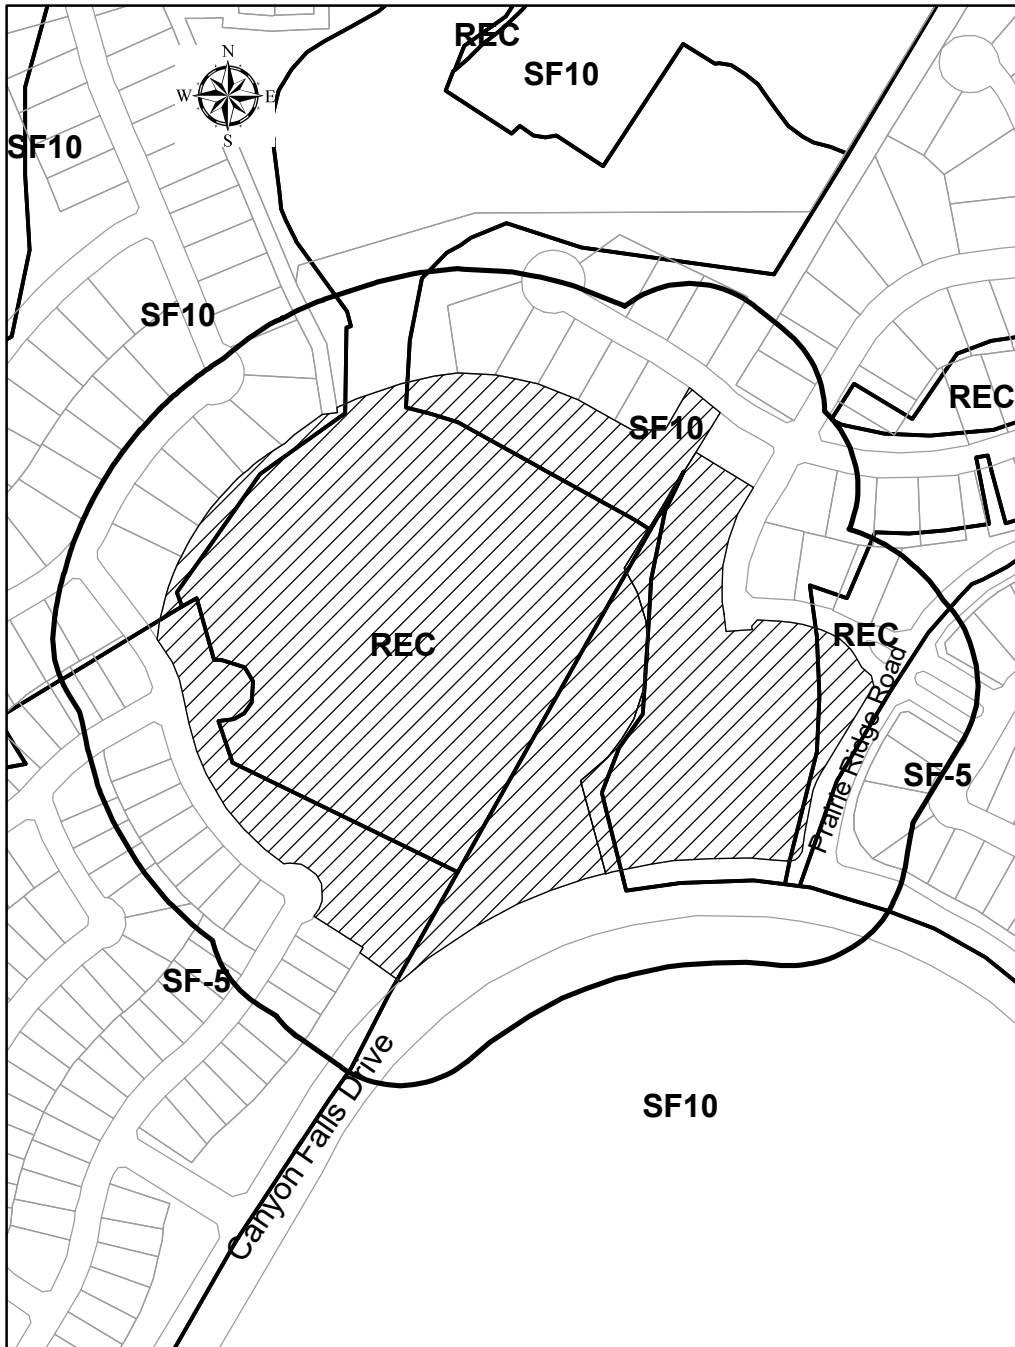 REC
SF10
N
W E
S
SF10
SF10
REC
SF10
REC
REC
Prairie Ridge Road
SF-5
SF-5
Canyon Falls Drive
SF10